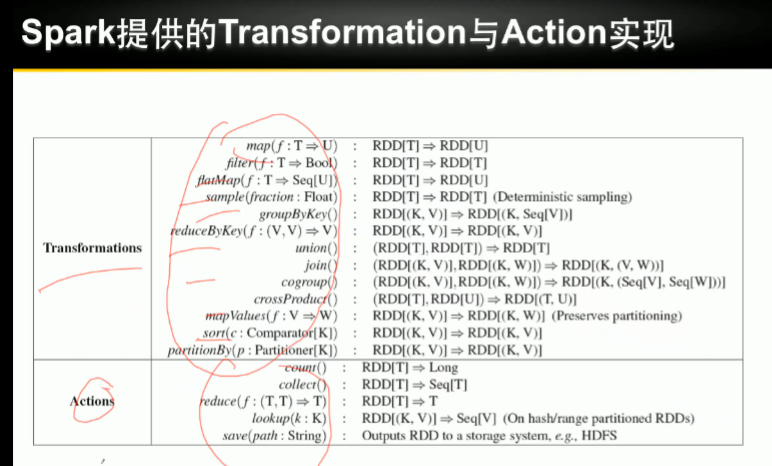 Spark提供的Transformation与Action实现
map(f : T ⇒ U) : RDD[T] ⇒ RDD[U]
filter(f : T ⇒ Bool) : RDD[T] ⇒ RDD[T]
flatMap(f : T ⇒ Seq[U]) : RDD[T] ⇒ RDD[U]
sample(fraction : Float) : RDD[T] ⇒ RDD[T] (Deterministic sampling)
groupByKey() : RDD[(K, V)] ⇒ RDD[(K, Seq[V])]
reduceByKey(f : (V,V) ⇒ V) : RDD[(K, V)] ⇒ RDD[(K, V)]
Transformations union() : (RDD[T],RDD[T]) ⇒ RDD[T]
join() : (RDD[(K, V)],RDD[(K, W)]) ⇒ RDD[(K, (V, W))]
cogroup() : (RDD[(K, V)],RDD[(K, W)]) ⇒ RDD[(K, (Seq[V], Seq[W]))]
crossProduct() : (RDD[T],RDD[U]) ⇒ RDD[(T, U)]
mapValues(f : V ⇒ W) : RDD[(K, V)] ⇒ RDD[(K, W)] (Preserves partitioning)
sort(c : Comparator[K]) : RDD[(K, V)] ⇒ RDD[(K, V)]
partitionBy(p : Partitioner[K]) : RDD[(K, V)] ⇒ RDD[(K, V)]
count() : RDD[T] ⇒ Long
collect() : RDD[T] ⇒ Seq[T]
Actions reduce(f : (T,T) ⇒ T) : RDD[T] ⇒ T
lookup(k : K) : RDD[(K, V)] ⇒ Seq[V] (On hash/range partitioned RDDs)
save(path : String) : Outputs RDD to a storage system, e.g., HDFS